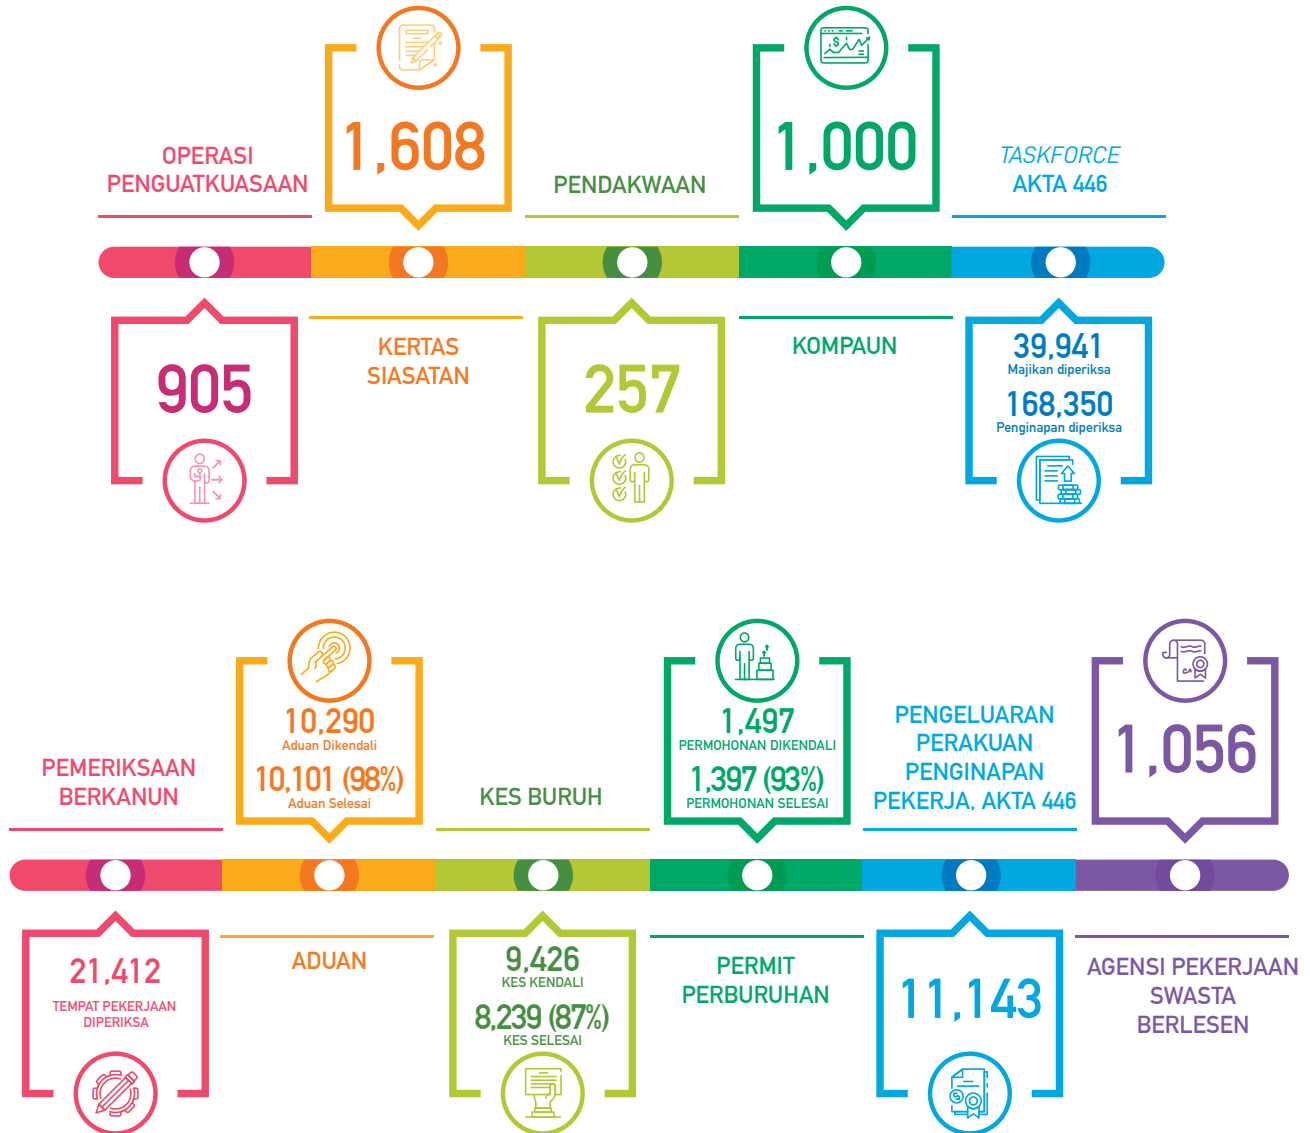 OPERASI
PENGUATKUASAAN
905
1,608
KERTAS
SIASATAN
PENDAKWAAN
257
1,000
KOMPAUN
TASKFORCE
AKTA 446
39,941
Majikan diperiksa
168,350
Penginapan diperiksa
PEMERIKSAAN
BERKANUN
21,412
TEMPAT PEKERJAAN
DIPERIKSA
10,290
Aduan Dikendali
10,101 (98%)
Aduan Selesai
ADUAN
KES BURUH
9,426
KES KENDALI
8,239 (87%)
KES SELESAI
1,497
PERMOHONAN DIKENDALI
1,397 (93%)
PERMOHONAN SELESAI
PERMIT
PERBURUHAN
PENGELUARAN
PERAKUAN
PENGINAPAN
PEKERJA, AKTA 446
11,143
1,056
AGENSI PEKERJAAN
SWASTA
BERLESEN